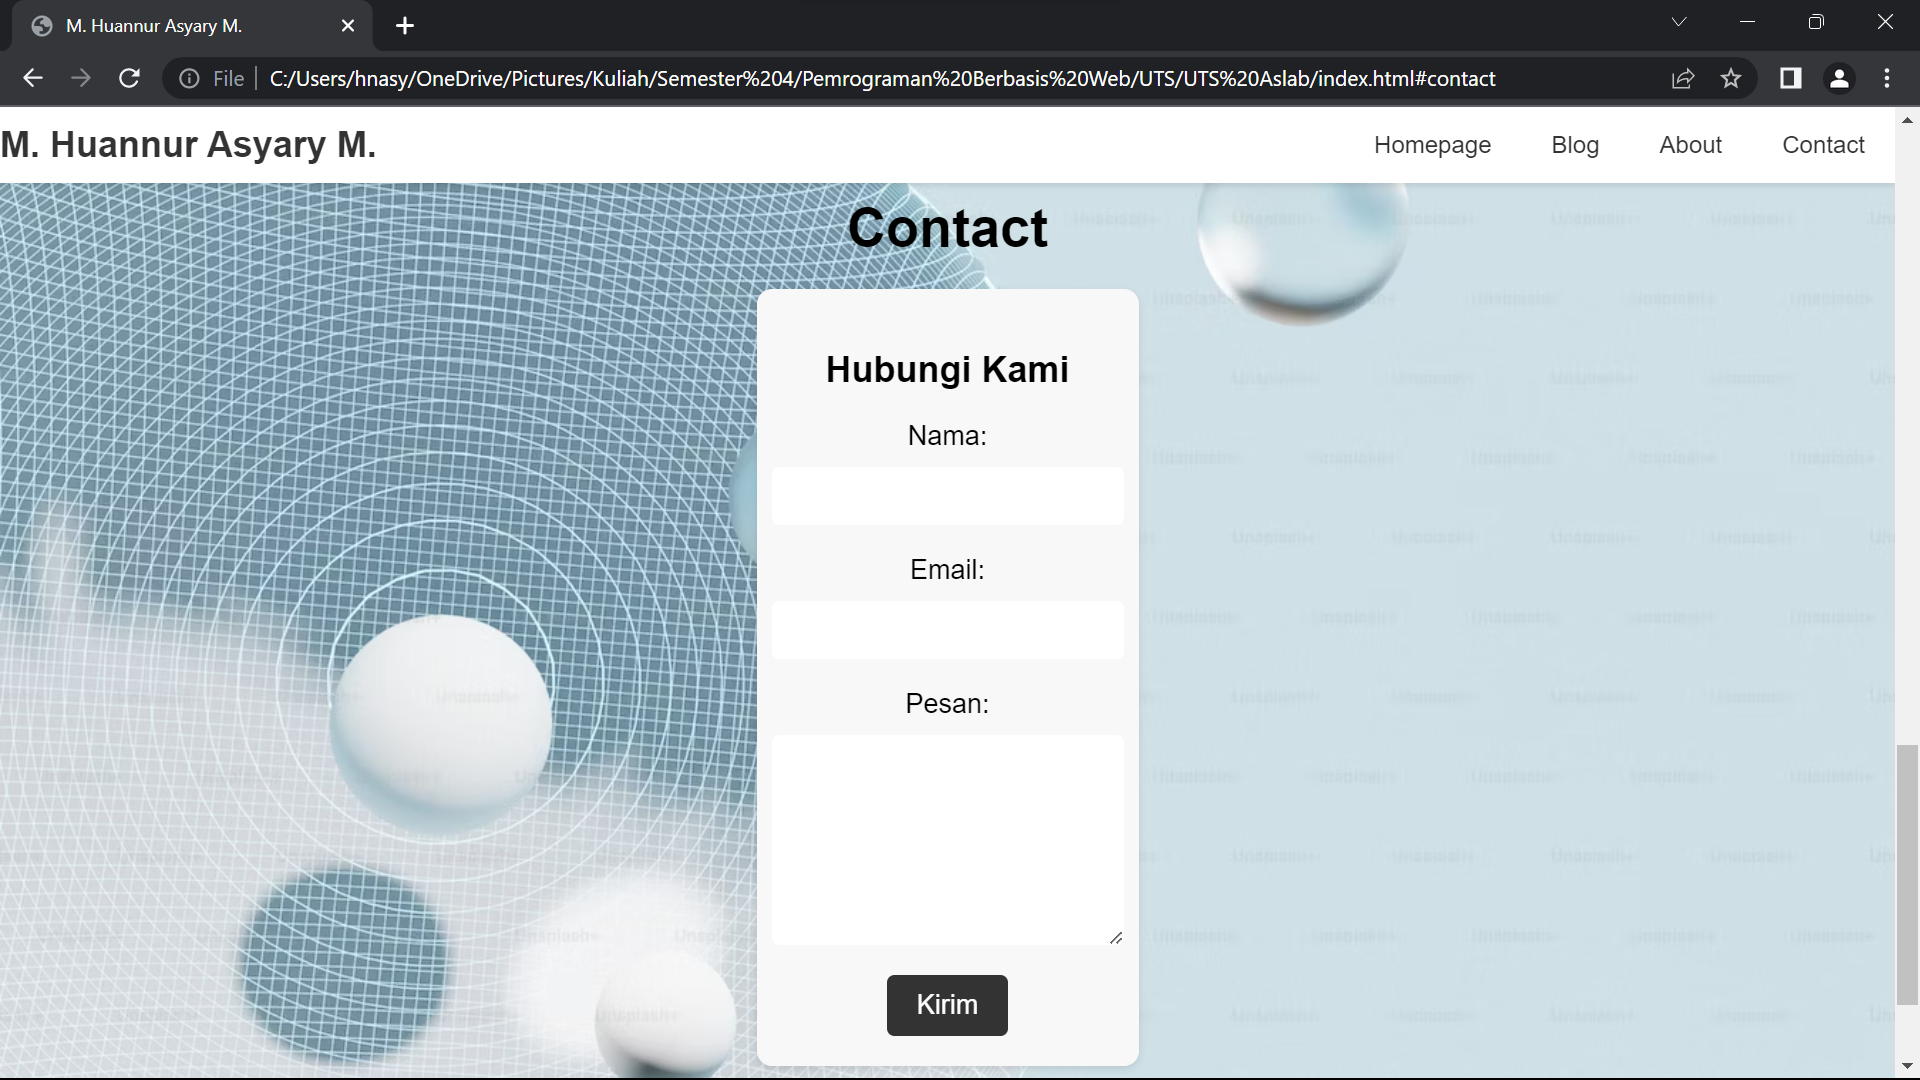 M. Huannur Asyary M.
File C:/Users/hnasy/OneDrive/Pictures/Kuliah/Semester%204/Pemrograman%20Berbasis%20Web/UTS/UTS%20Aslab/index.html#contact
M. Huannur Asyary M. Homepage Blog About Contact
Contact
Hubungi Kami
Nama:
Email:
Pesan:
Kirim